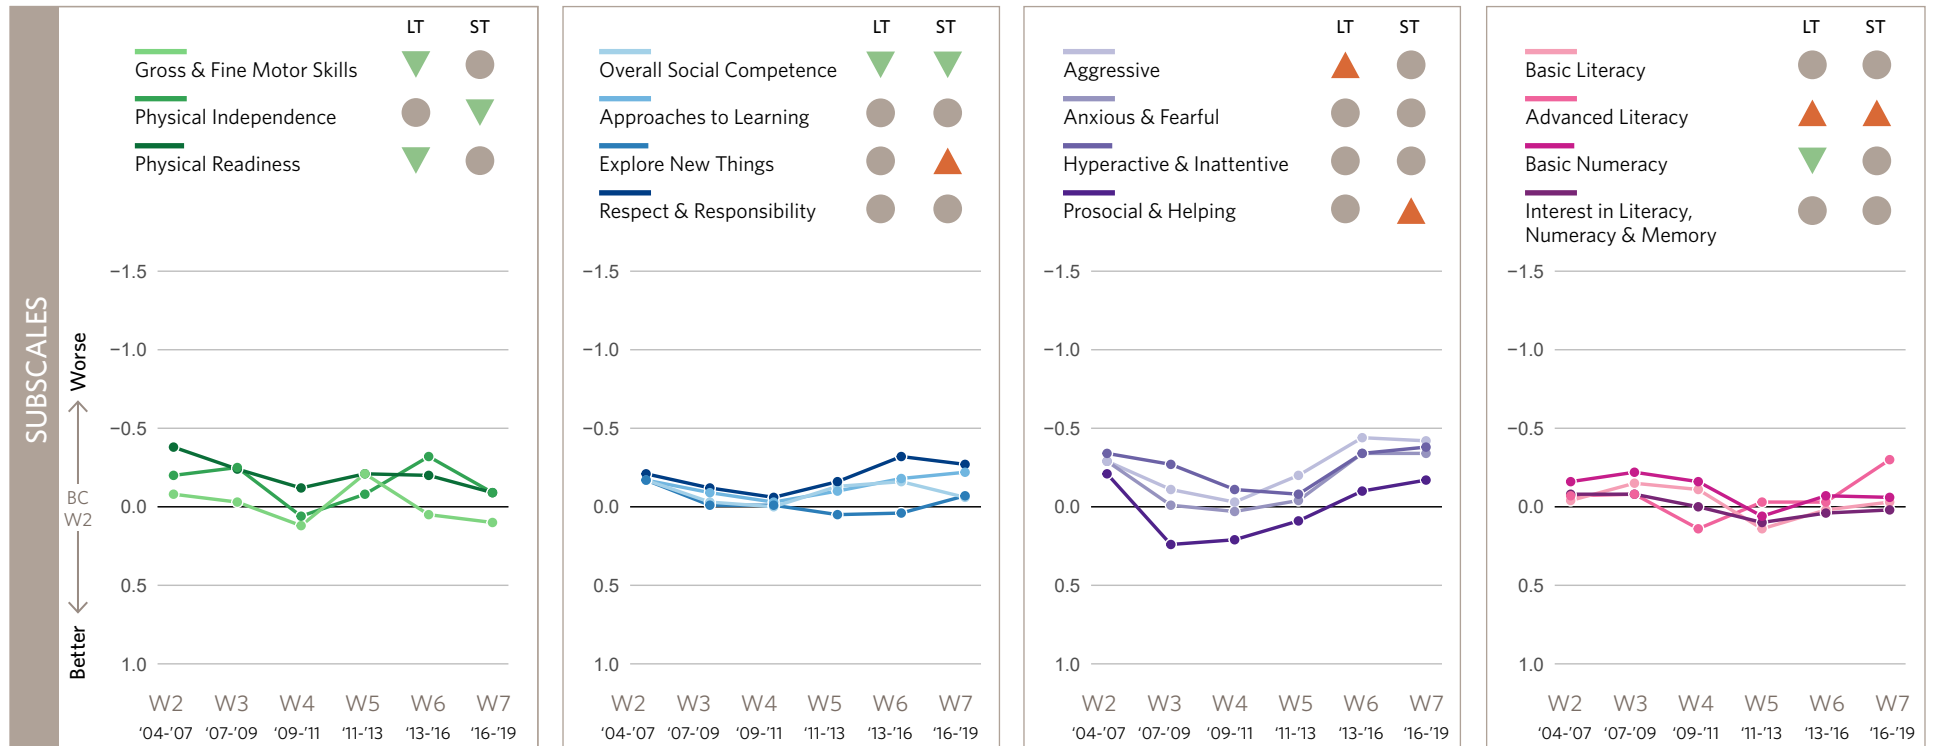 SUBSCALES
Worse
BC
W2
Better
LT ST
Gross & Fine Motor Skills
Physical Independence
Physical Readiness
−1.5
−1.0
−0.5
0.0
0.5
1.0
W2 W3 W4 W5 W6 W7
‘04-’07 ‘07-’09 ‘09-’11 ‘11-’13 ‘13-’16 ‘16-’19
LT ST
Overall Social Competence
Approaches to Learning
Explore New Things
Respect & Responsibility
−1.5
−1.0
−0.5
0.0
0.5
1.0
W2 W3 W4 W5 W6 W7
‘04-’07 ‘07-’09 ‘09-’11 ‘11-’13 ‘13-’16 ‘16-’19
LT ST
Aggressive
Anxious & Fearful
Hyperactive & Inattentive
Prosocial & Helping
−1.5
−1.0
−0.5
0.0
0.5
1.0
W2 W3 W4 W5 W6 W7
‘04-’07 ‘07-’09 ‘09-’11 ‘11-’13 ‘13-’16 ‘16-’19
LT ST
Basic Literacy
Advanced Literacy
Basic Numeracy
Interest in Literacy,
Numeracy & Memory
−1.5
−1.0
−0.5
0.0
0.5
1.0
W2 W3 W4 W5 W6 W7
‘04-’07 ‘07-’09 ‘09-’11 ‘11-’13 ‘13-’16 ‘16-’19